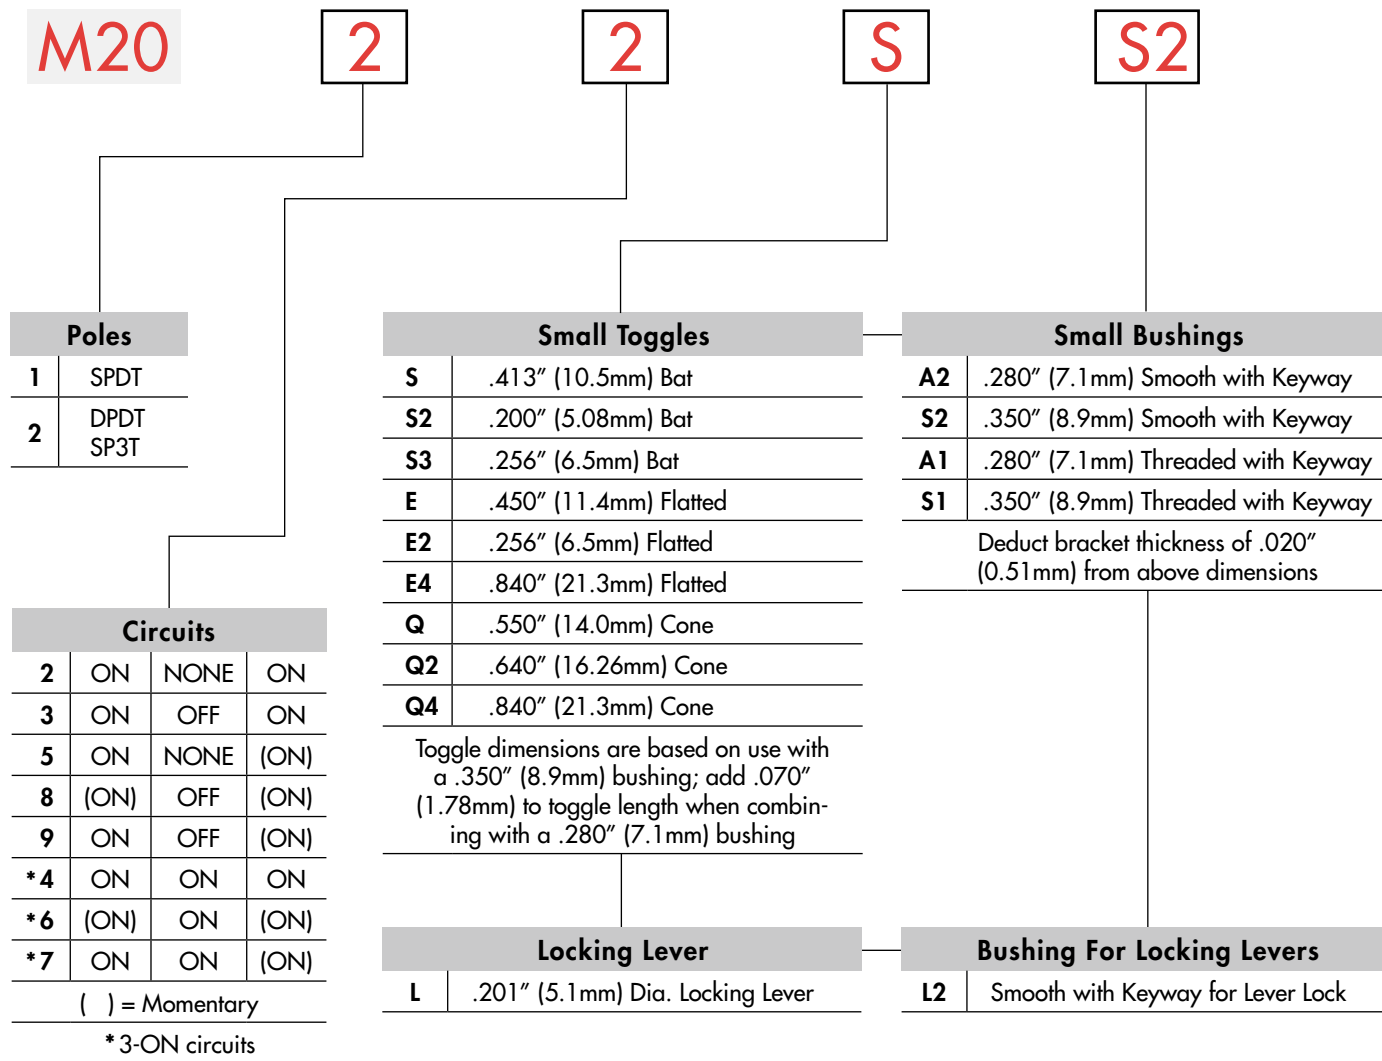 M20 2 2 S S2
Poles
1 SPDT
2 DPDT
SP3T
Circuits
2 ON NONE ON
3 ON OFF ON
5 ON NONE (ON)
8 (ON) OFF (ON)
9 ON OFF (ON)
*4 ON ON ON
*6 (ON) ON (ON)
*7 ON ON (ON)
( ) = Momentary
*3-ON circuits
Small Toggles
S .413" (10.5mm) Bat
S2 .200" (5.08mm) Bat
S3 .256" (6.5mm) Bat
E .450" (11.4mm) Flatted
E2 .256" (6.5mm) Flatted
E4 .840" (21.3mm) Flatted
Q .550" (14.0mm) Cone
Q2 .640" (16.26mm) Cone
Q4 .840" (21.3mm) Cone
Toggle dimensions are based on use with
a .350" (8.9mm) bushing; add .070"
(1.78mm) to toggle length when combin-
ing with a .280" (7.1mm) bushing
Locking Lever
L .201" (5.1mm) Dia. Locking Lever
Small Bushings
A2 .280" (7.1mm) Smooth with Keyway
S2 .350" (8.9mm) Smooth with Keyway
A1 .280" (7.1mm) Threaded with Keyway
S1 .350" (8.9mm) Threaded with Keyway
Deduct bracket thickness of .020"
(0.51mm) from above dimensions
Bushing For Locking Levers
L2 Smooth with Keyway for Lever Lock